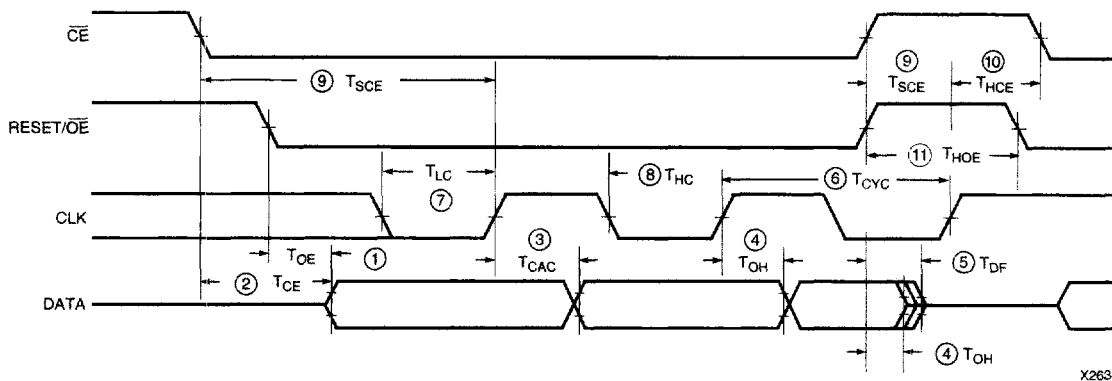 CE
⑨ T_SCE
⑨ T_SCE
⑩ T_HCE
RESET/OE
⑪ T_HOE
T_LC
⑦
⑧ T_HC
⑥ T_CYC
CLK
T_OE ①
③ T_CAC
④ T_OH
⑤ T_DF
② T_CE
DATA
④ T_OH
X263